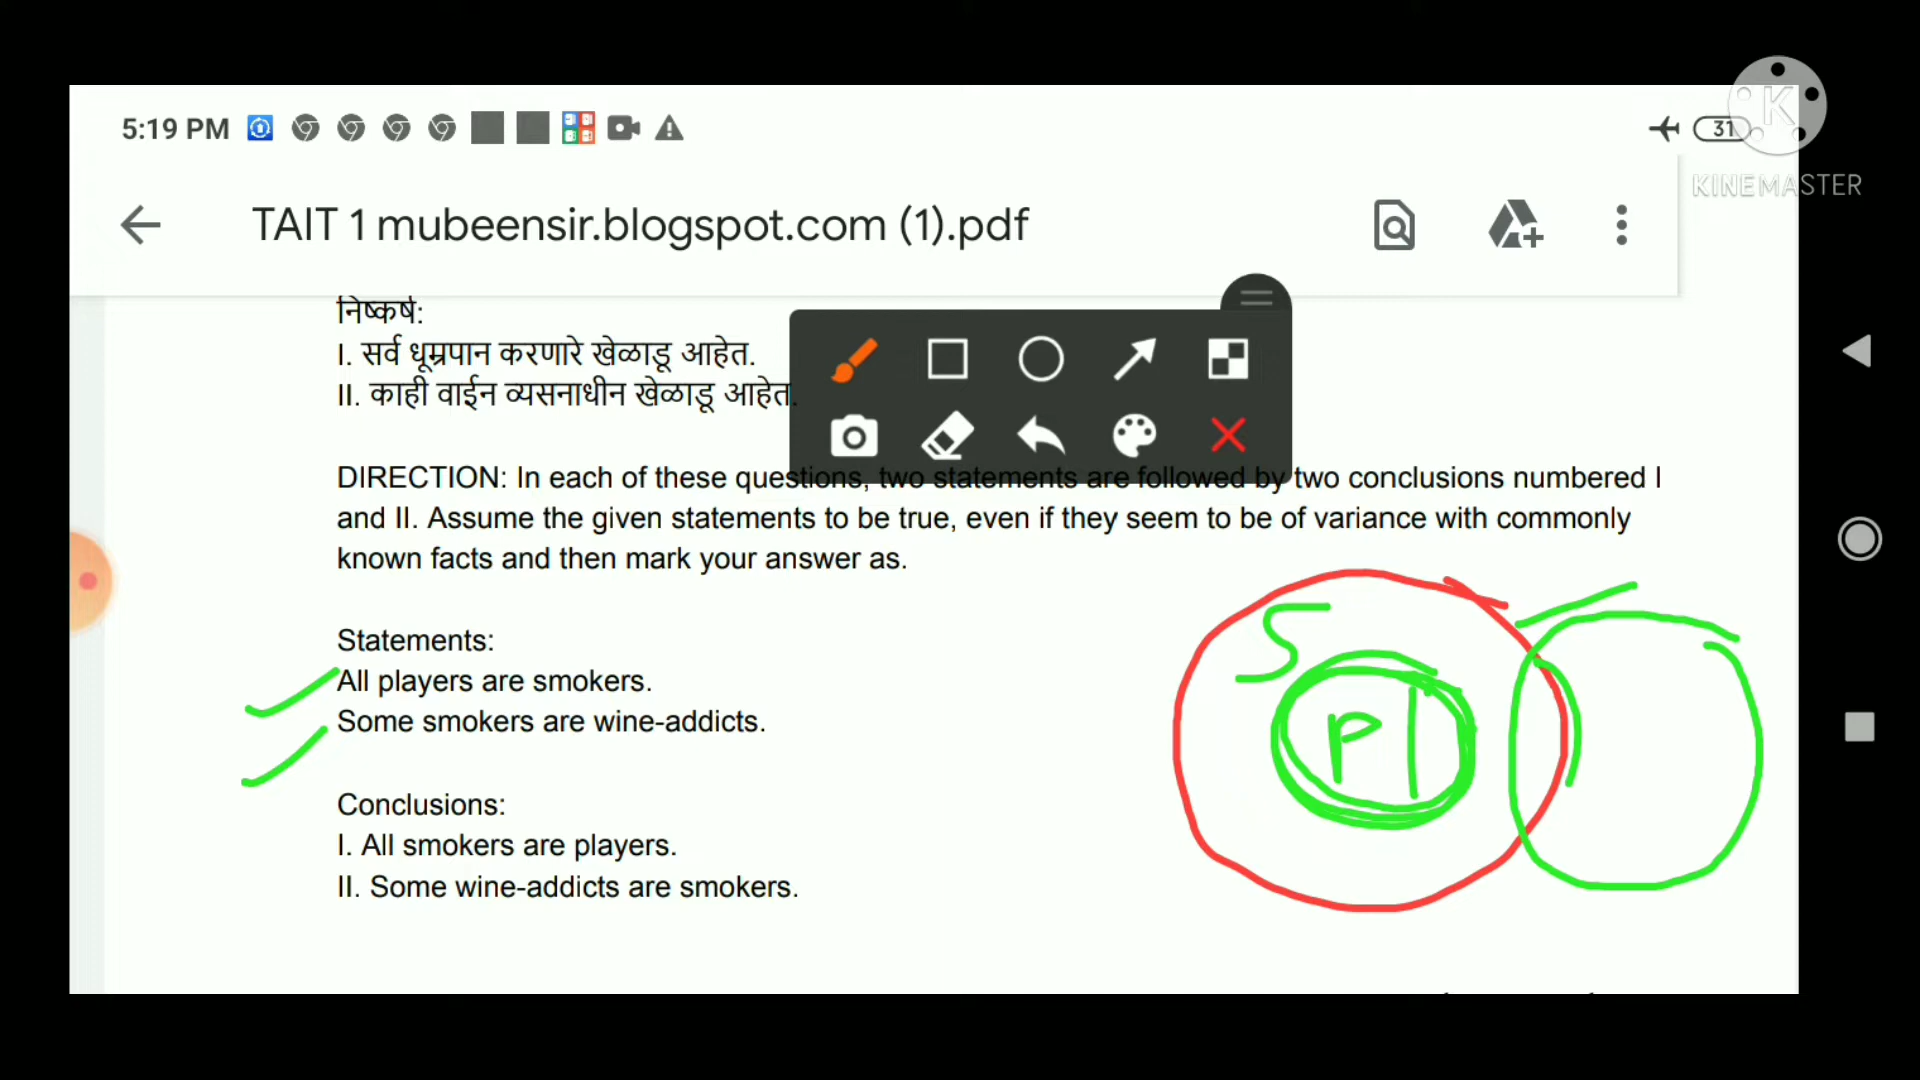 5:19 PM
31
KINEMASTER
TAIT 1 mubeensir.blogspot.com (1).pdf
निष्कर्ष:
I. सर्व धूम्रपान करणारे खेळाडू आहेत.
II. काही वाईन व्यसनाधीन खेळाडू आहेत.
DIRECTION: In each of these questions, two statements are followed by two conclusions numbered I
and II. Assume the given statements to be true, even if they seem to be of variance with commonly
known facts and then mark your answer as.
Statements:
All players are smokers.
Some smokers are wine-addicts.
Conclusions:
I. All smokers are players.
II. Some wine-addicts are smokers.
S
Pl